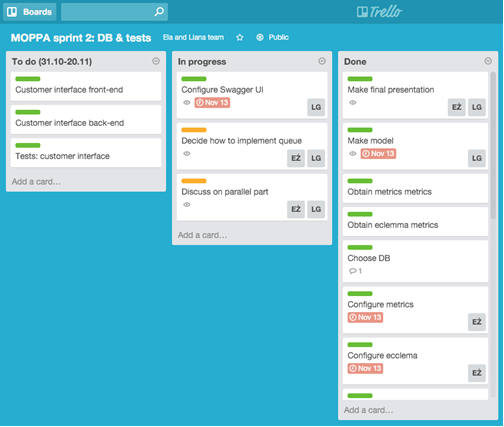 Boards
Trello
MOPPA sprint 2: DB & tests
Ela and Liana team
Public
To do (31.10-20.11)
Customer interface front-end
Customer interface back-end
Tests: customer interface
Add a card...
In progress
Configure Swagger UI
Nov 13
LG
Decide how to implement queue
EŻ LG
Discuss on parallel part
EŻ LG
Add a card...
Done
Make final presentation
EŻ LG
Make model
Nov 13
LG
Obtain metrics metrics
Obtain eclemma metrics
Choose DB
1
Configure metrics
Nov 13
EŻ
Configure ecclema
Nov 13
EŻ
Add a card...